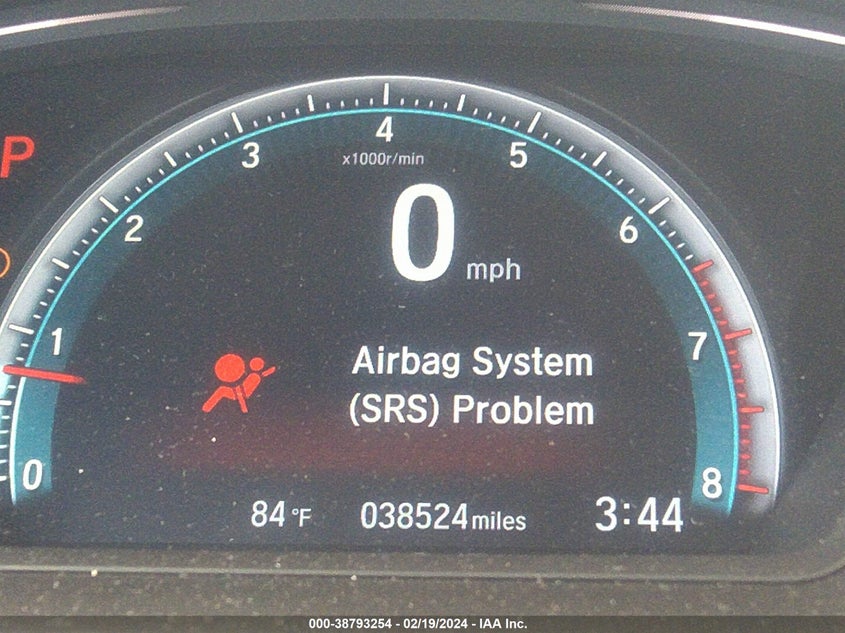 P
4
3
5
x1000r/min
2
6
0
mph
1
7
Airbag System
(SRS) Problem
0
8
84 °F
038524 miles
3:44
000-38793254 - 02/19/2024 - IAA Inc.